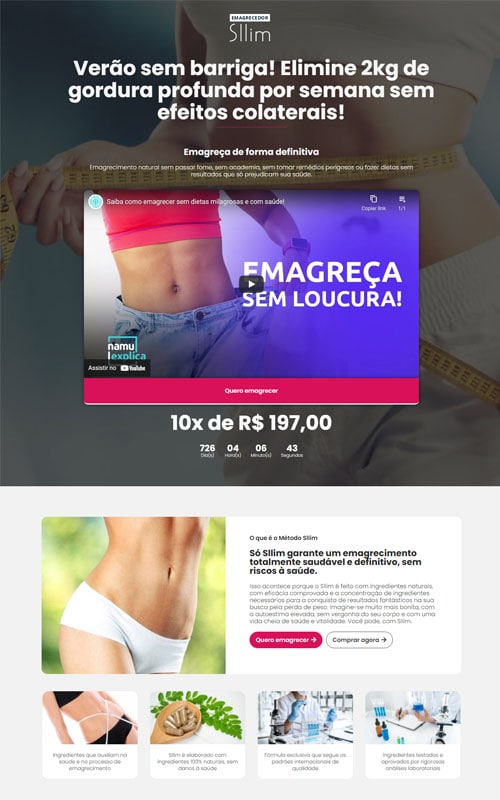 EMAGRECEDOR
SIlim
Verão sem barriga! Elimine 2kg de
gordura profunda por semana sem
efeitos colaterais!
Emagreça de forma definitiva
Emagrecimento natural sem passar fome, sem academia, sem tomar remédios perigosos ou fazer dietas sem
resultados que só prejudicam sua saúde.
Saiba como emagrecer sem dietas milagrosas e com saúde!
Copiar link
1/1
EMAGREÇA
SEM LOUCURA!
namu
explica
Assistir no YouTube
Quero emagrecer
10x de R$ 197,00
726 04 06 43
Dia(s) Hora(s) Minuto(s) Segundos
O que é o Método SIlim
Só SIlim garante um emagrecimento
totalmente saudável e definitivo, sem
riscos à saúde.
Isso acontece porque o SIlim é feito com ingredientes naturais,
com eficácia comprovada e a concentração de ingredientes
necessários para a conquista de resultados fantásticos na sua
busca pela perda de peso. Imagine-se muito mais bonita, com
a autoestima elevada, sem vergonha do seu corpo e com uma
vida cheia de saúde e vitalidade. Você pode, com SIlim.
Quero emagrecer → Comprar agora →
Ingredientes que auxiliam na
saúde e no processo de
emagrecimento
SIlim é elaborado com
ingredientes 100% naturais, sem
danos à saúde
Fórmula exclusiva que segue os
padrões internacionais de
qualidade
Ingredientes testados e
aprovados por rigorosas
análises laboratoriais